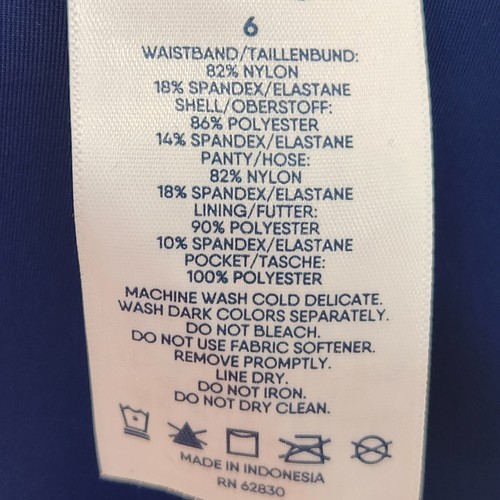 6
WAISTBAND/TAILLENBUND:
82% NYLON
18% SPANDEX/ELASTANE
SHELL/OBERSTOFF:
86% POLYESTER
14% SPANDEX/ELASTANE
PANTY/HOSE:
82% NYLON
18% SPANDEX/ELASTANE
LINING/FUTTER:
90% POLYESTER
10% SPANDEX/ELASTANE
POCKET/TASCHE:
100% POLYESTER
MACHINE WASH COLD DELICATE.
WASH DARK COLORS SEPARATELY.
DO NOT BLEACH.
DO NOT USE FABRIC SOFTENER.
REMOVE PROMPTLY.
LINE DRY.
DO NOT IRON.
DO NOT DRY CLEAN.
MADE IN INDONESIA
RN 62830